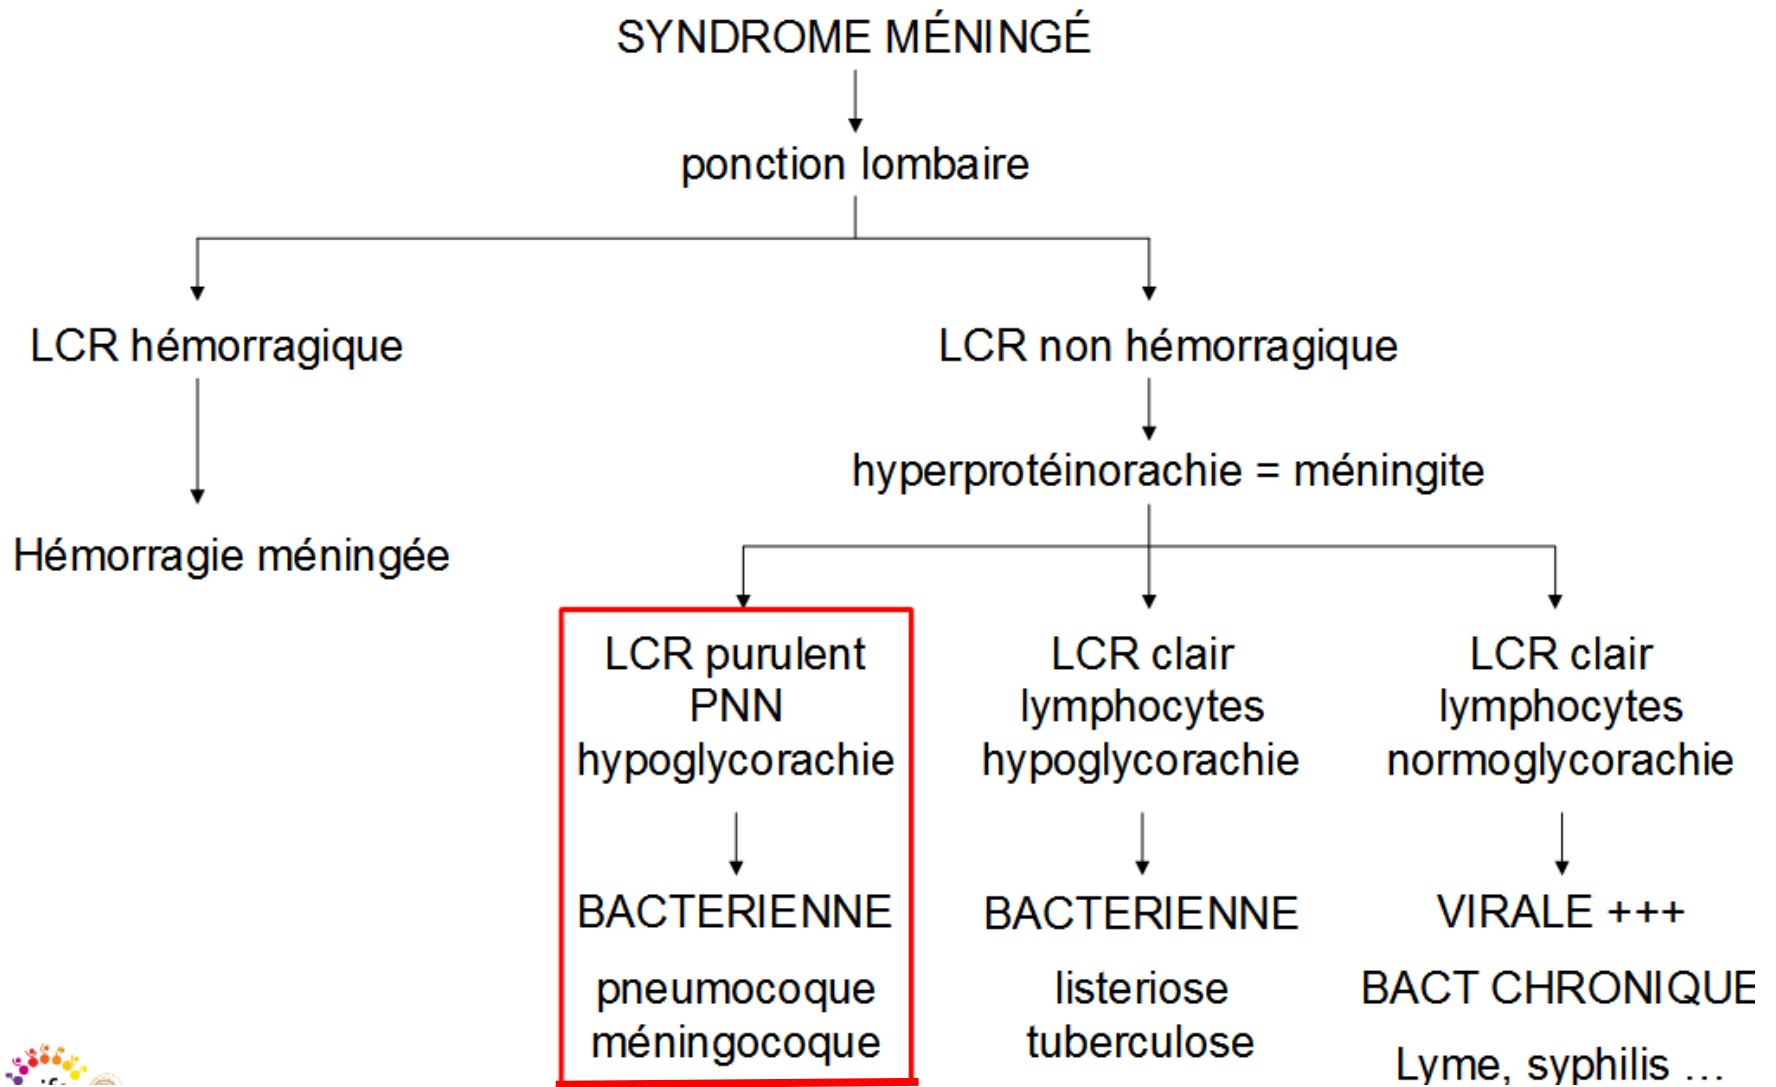 SYNDROME MÉNINGÉ
ponction lombaire
LCR hémorragique
LCR non hémorragique
hyperprotéinorachie = méningite
Hémorragie méningée
LCR purulent
PNN
hypoglycorachie
BACTERIENNE
pneumocoque
méningocoque
LCR clair
lymphocytes
hypoglycorachie
BACTERIENNE
listeriose
tuberculose
LCR clair
lymphocytes
normoglycorachie
VIRALE +++
BACT CHRONIQUE
Lyme, syphilis ...